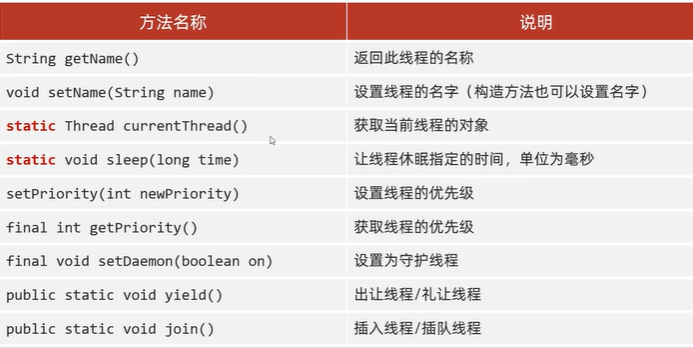 方法名称 说明
String getName() 返回此线程的名称
void setName(String name) 设置线程的名字（构造方法也可以设置名字）
static Thread currentThread() 获取当前线程的对象
static void sleep(long time) 让线程休眠指定的时间，单位为毫秒
setPriority(int newPriority) 设置线程的优先级
final int getPriority() 获取线程的优先级
final void setDaemon(boolean on) 设置为守护线程
public static void yield() 出让线程/礼让线程
public static void join() 插入线程/插队线程